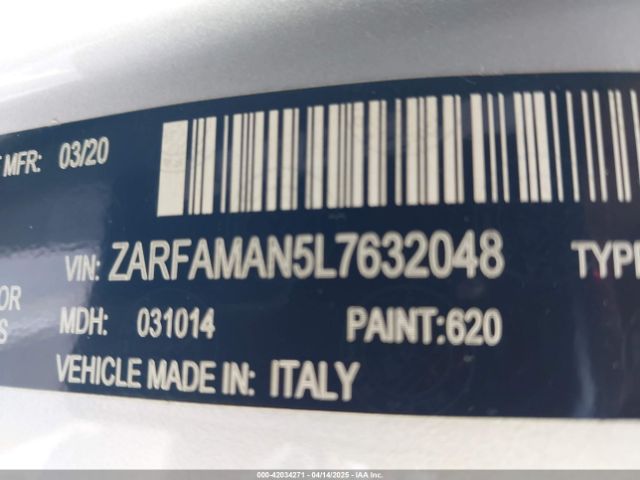 MFR: 03/20
VIN: ZARFAMAN5L7632048 TYP
OR
MDH: 031014 PAINT:620
S
VEHICLE MADE IN: ITALY
000-42034271 - 04/14/2025 - IAA Inc.